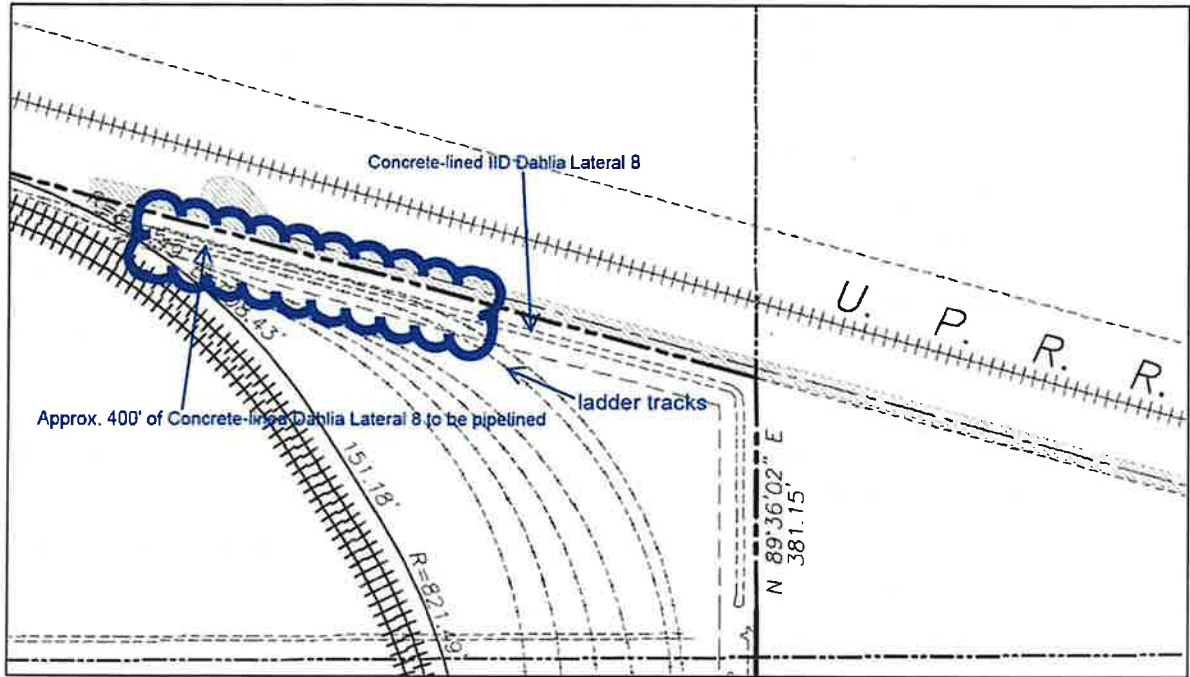 Concrete-lined IID Dahlia Lateral 8
U. P. R. R.
Approx. 400' of Concrete-lined Dahlia Lateral 8 to be pipelined
ladder tracks
151.18'
R=821.49'
N 89°36'02" E
381.15'